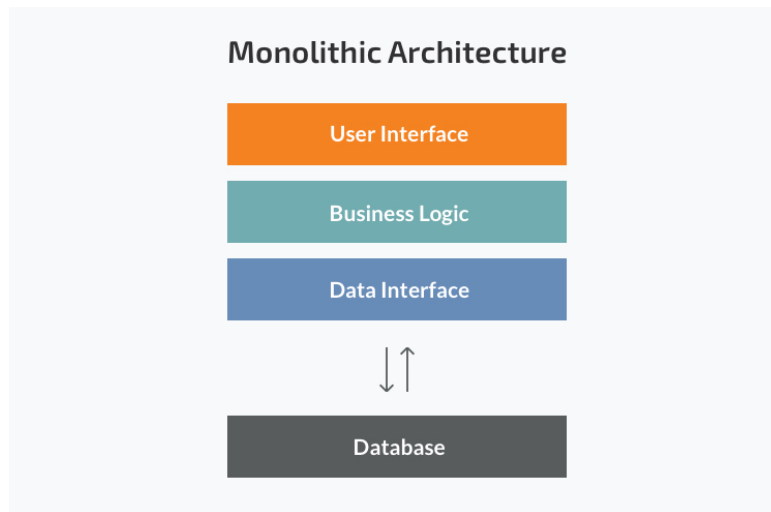 Monolithic Architecture
User Interface
Business Logic
Data Interface
Database